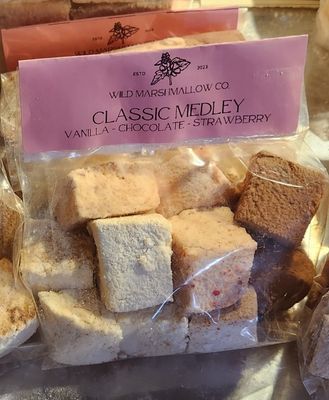 ESTD 2023
WILD MARSHMALLOW CO.
CLASSIC MEDLEY
VANILLA - CHOCOLATE - STRAWBERRY